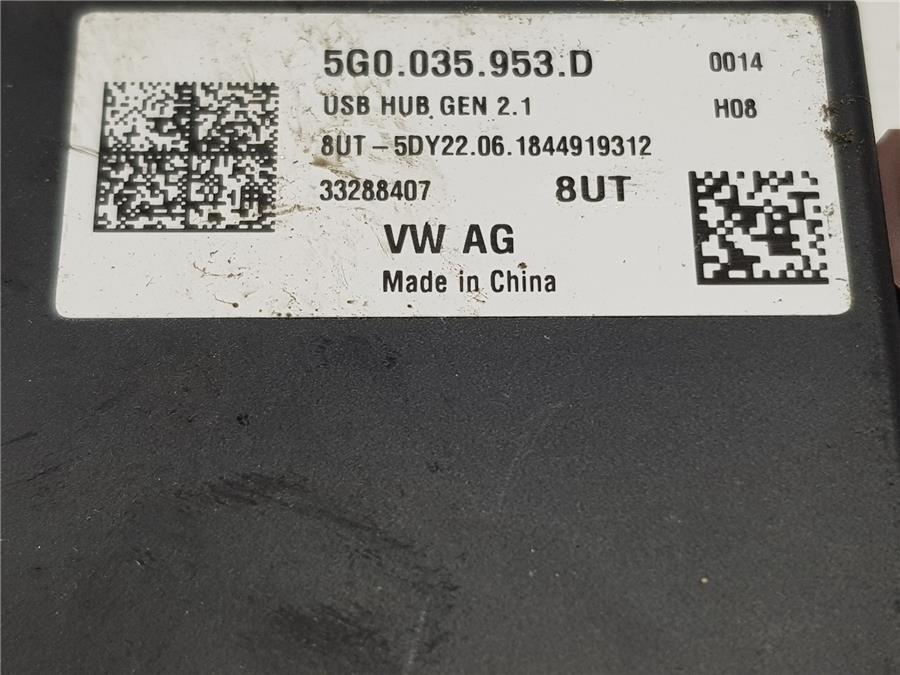 5G0.035.953.D 0014
USB HUB GEN 2.1 H08
8UT-5DY22.06.1844919312
33288407 8UT
VW AG
Made in China